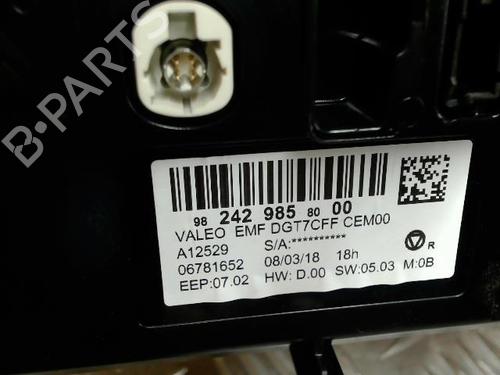 B-PARTS
98 242 985 80 00
VALEO EMF DGT7CFF CEM00
A12529 S/A:**********
06781652 08/03/18 18h
R
EEP:07.02 HW: D.00 SW:05.03 M:0B